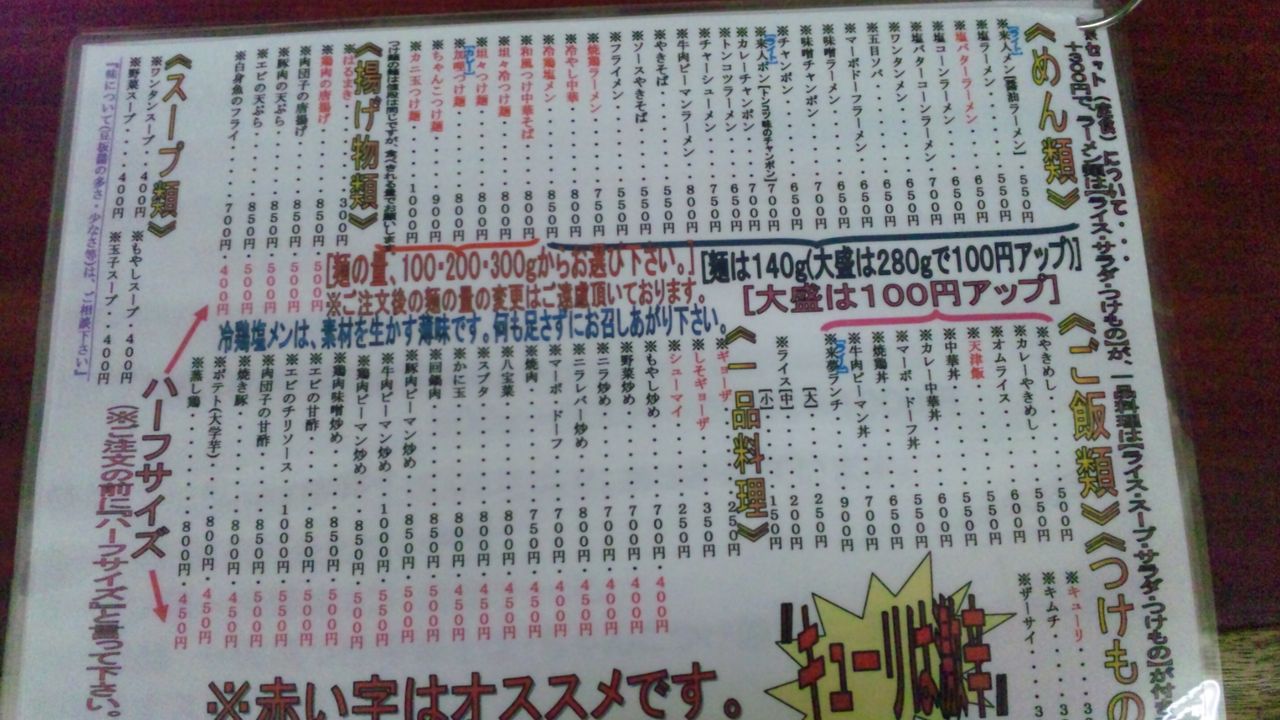 ※セット(定食)について・・・・
+300円で、ラーメン類は[ライス・サラダ・つけもの]が、一品料理は[ライス・スープ・サラダ・つけもの]が付き
《めん類》
※来人メン[醤油ラーメン]・・・550円
※塩ラーメン・・・550円
※塩バターラーメン・・・650円
※塩コーンラーメン・・・650円
※塩バターコーンラーメン・・・700円
※ワンタンメン・・・650円
※五目ソバ・・・
※マーボードーフラーメン・・・
※味噌ラーメン・・・
※味噌チャンポン・・・700円
※チャンポン・・・650円
※来人ポン[トンコツ味のチャンポン]・・・700円
※カレーチャンポン・・・750円
※トンコツラーメン・・・650円
※チャーシューメン・・・750円
※牛肉ピーマンラーメン・・・800円
※やきそば・・・550円
※ソースやきそば・・・550円
※フライメン・・・550円
※焼鶏ラーメン・・・750円
※冷やし中華・・・800円
※冷鶏塩メン・・・850円
※和風つけ中華そば・・・800円
※坦々冷つけ麺・・・800円
※坦々つけ麺・・・800円
※加嶋つけ麺・・・800円
※ちゃんこつけ麺・・・900円
※カニ玉つけ麺・・・1000円
[麺は140g(大盛は280gで100円アップ)]
[麺の量、100・200・300gからお選び下さい。]
※ご注文後の麺の量の変更はご遠慮頂いております。
冷鶏塩メンは、素材を生かす薄味です。何も足さずにお召しあがり下さい。
《揚げ物類》
※はるまき・・・300円
※鶏肉の唐揚げ・・・850円・500円
※肉団子の唐揚げ・・・850円・500円
※豚肉の天ぷら・・・850円・500円
※エビの天ぷら・・・850円・500円
※白身魚のフライ・・・700円・400円
《スープ類》
※ワンタンスープ・・・400円
※野菜スープ・・・400円
※もやしスープ・・・400円
※玉子スープ・・・400円
[大盛は100円アップ]
《ご飯類》
※やきめし・・・500円
※カレーやきめし・・・550円
※オムライス・・・600円
※天津飯・・・550円
※中華丼・・・550円
※カレー中華丼・・・650円
※マーボードーフ丼・・・600円
※焼鶏丼・・・650円
※牛肉ピーマン丼・・・700円
※来夢ランチ・・・900円
※ライス[大]・・・250円
[中]・・・200円
[小]・・・150円
《一品料理》
※ギョーザ・・・250円
※しそギョーザ・・・350円
※シューマイ・・・250円
※もやし炒め・・・700円・400円
※野菜炒め・・・700円・400円
※ニラ炒め・・・700円・400円
※ニラレバー炒め・・・800円・450円
※マーボードーフ・・・700円・400円
※焼肉・・・750円・400円
※八宝菜・・・800円・450円
※スブタ・・・800円・450円
※かに玉・・・800円・450円
※回鍋肉・・・850円・500円
※豚肉ピーマン炒め・・・850円・500円
※牛肉ピーマン炒め・・・1000円・550円
※鶏肉ピーマン炒め・・・850円・500円
※鶏肉味噌炒め・・・850円・500円
※エビの甘酢・・・850円・500円
※エビのチリソース・・・1000円・550円
※肉団子の甘酢・・・850円・500円
※焼き豚・・・800円・450円
※ポテト(大学芋)・・・800円・450円
※蒸し鶏・・・800円・450円
《つけもの
※キューリ・・・3
※キムチ・・・3
※ザーサイ・・・3
ハーフサイズ
(※ご注文の前に『ハーフサイズ』と言って下さい。
※赤い字はオススメです。